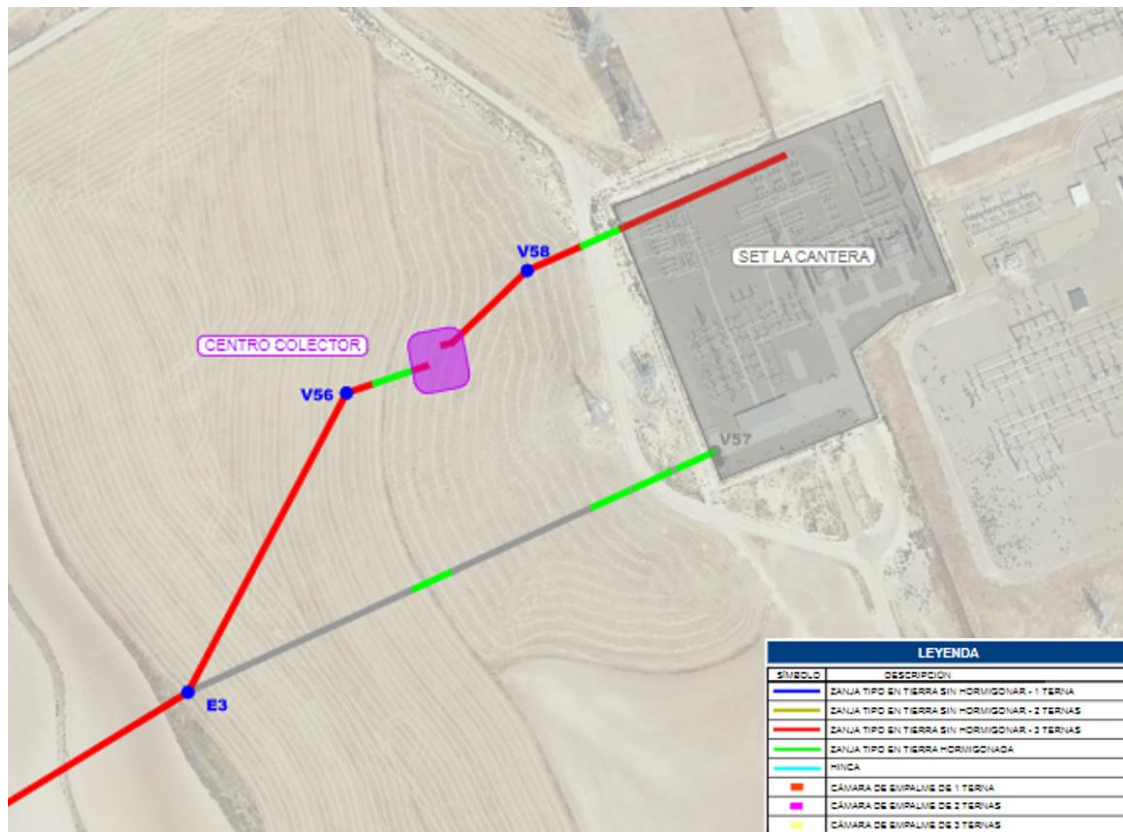 V58
SET LA CANTERA
CENTRO COLECTOR
V56
V57
E3
LEYENDA
SÍMBOLO DESCRIPCIÓN
ZANJA TIPO EN TIERRA SIN HORMIGONAR - 1 TERNA
ZANJA TIPO EN TIERRA SIN HORMIGONAR - 2 TERNAS
ZANJA TIPO EN TIERRA SIN HORMIGONAR - 3 TERNAS
ZANJA TIPO EN TIERRA HORMIGONADA
HINCA
CÁMARA DE EMPALME DE 1 TERNA
CÁMARA DE EMPALME DE 2 TERNAS
CÁMARA DE EMPALME DE 3 TERNAS